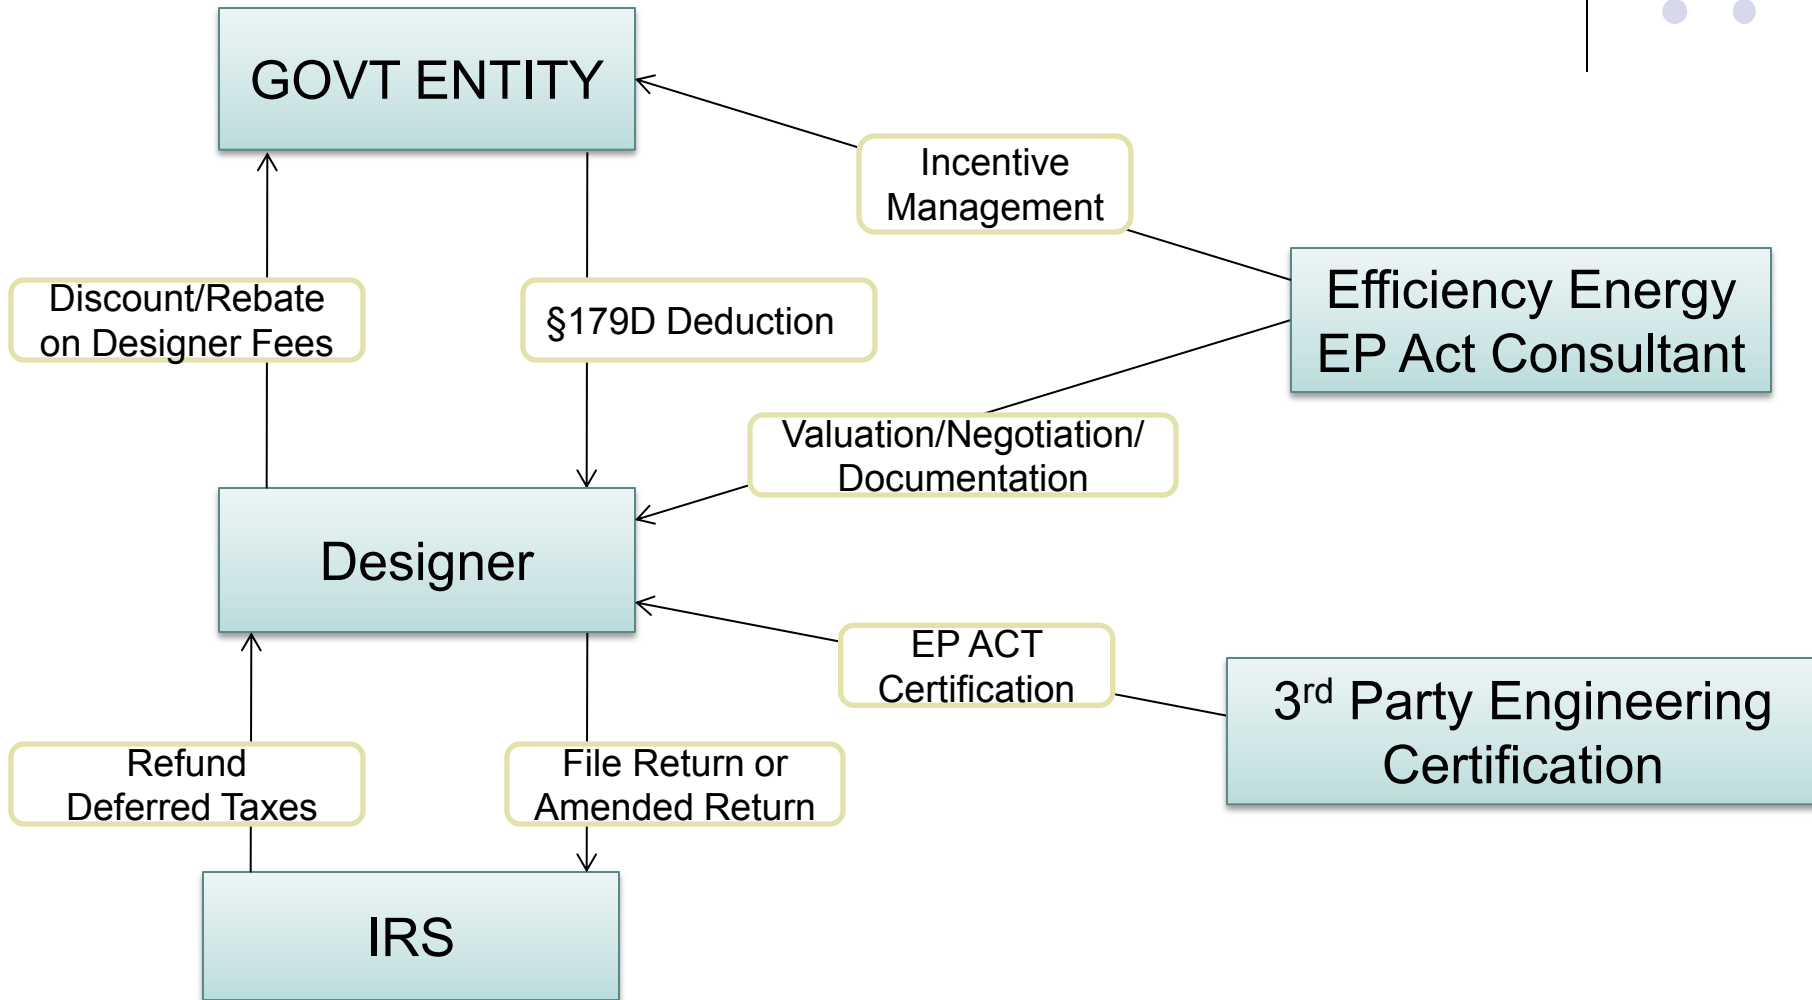 GOVT ENTITY
Incentive
Management
Discount/Rebate
on Designer Fees
§179D Deduction
Efficiency Energy
EP Act Consultant
Valuation/Negotiation/
Documentation
Designer
EP ACT
Certification
3rd Party Engineering
Certification
Refund
Deferred Taxes
File Return or
Amended Return
IRS